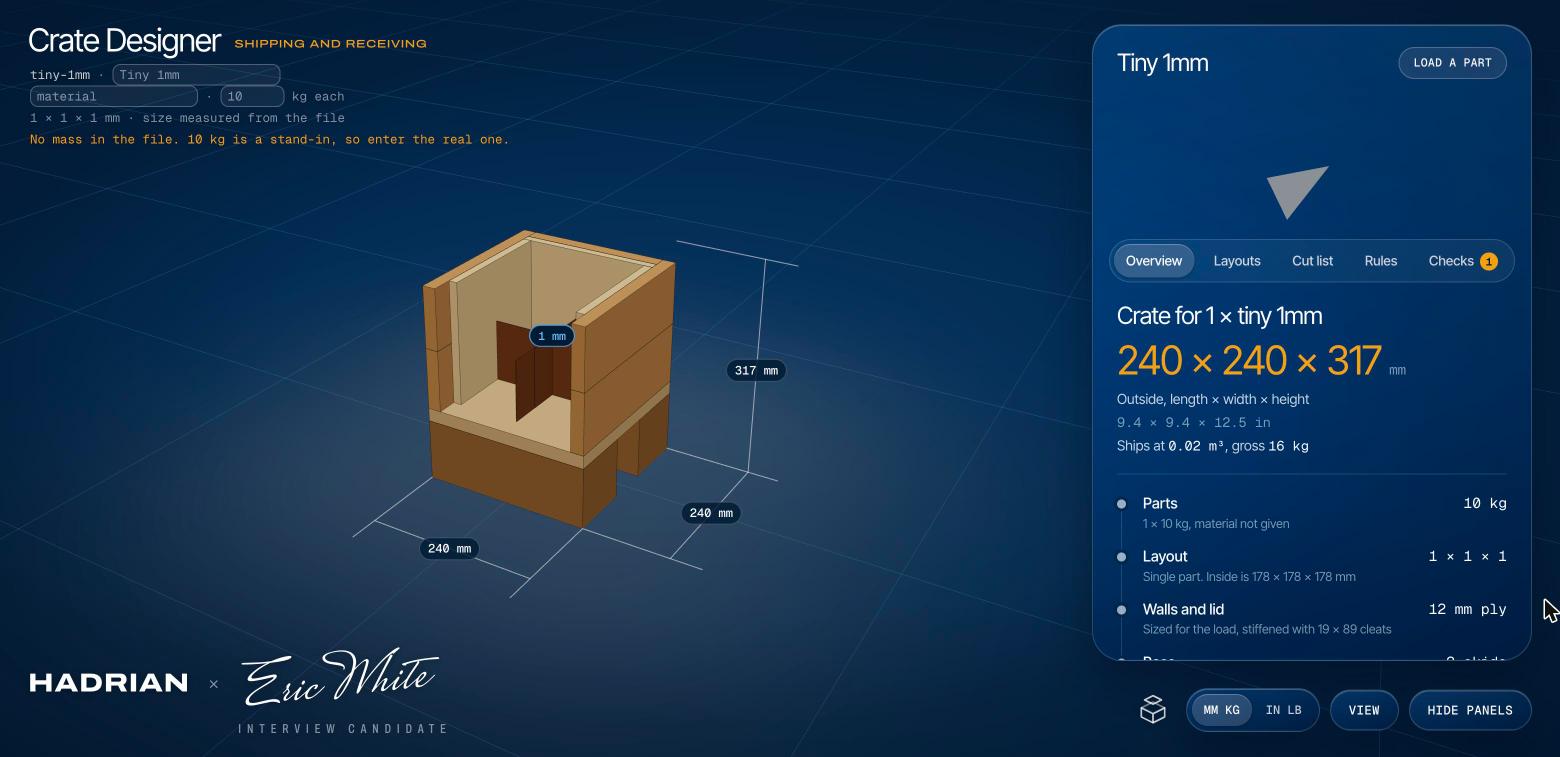 Crate Designer SHIPPING AND RECEIVING
tiny-1mm · Tiny 1mm
material · 10 kg each
1 × 1 × 1 mm · size measured from the file
No mass in the file. 10 kg is a stand-in, so enter the real one.
1 mm
317 mm
240 mm
240 mm
HADRIAN × Eric White
INTERVIEW CANDIDATE
Tiny 1mm LOAD A PART
Overview Layouts Cut list Rules Checks 1
Crate for 1 × tiny 1mm
240 × 240 × 317 mm
Outside, length × width × height
9.4 × 9.4 × 12.5 in
Ships at 0.02 m³, gross 16 kg
Parts 10 kg
1 × 10 kg, material not given
Layout 1 × 1 × 1
Single part. Inside is 178 × 178 × 178 mm
Walls and lid 12 mm ply
Sized for the load, stiffened with 19 × 89 cleats
MM KG IN LB VIEW HIDE PANELS